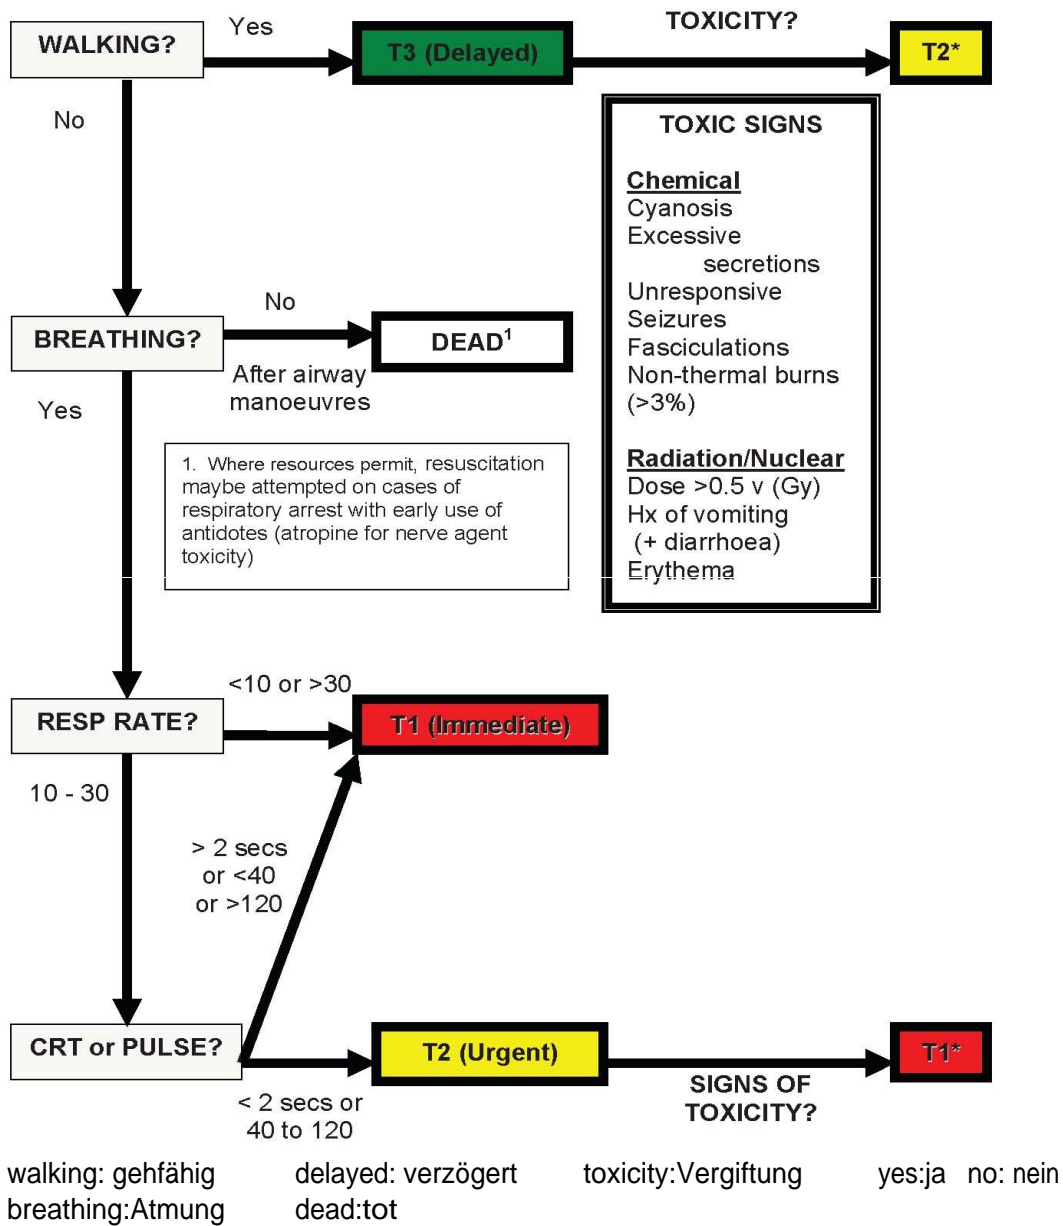 WALKING?
Yes
T3 (Delayed)
TOXICITY?
T2*
No
TOXIC SIGNS
Chemical
Cyanosis
Excessive
secretions
Unresponsive
Seizures
Fasciculations
Non-thermal burns
(>3%)
Radiation/Nuclear
Dose >0.5 v (Gy)
Hx of vomiting
(+ diarrhoea)
Erythema
BREATHING?
No
After airway
manoeuvres
DEAD¹
Yes
1. Where resources permit, resuscitation
maybe attempted on cases of
respiratory arrest with early use of
antidotes (atropine for nerve agent
toxicity)
RESP RATE?
<10 or >30
T1 (Immediate)
10 - 30
> 2 secs
or <40
or >120
CRT or PULSE?
T2 (Urgent)
T1*
< 2 secs or
40 to 120
SIGNS OF
TOXICITY?
walking: gehfähig delayed: verzögert toxicity:Vergiftung yes:ja no: nein
breathing:Atmung dead:tot